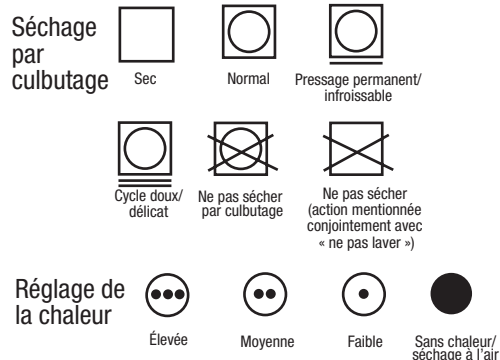 Séchage
par
culbutage
Sec
Normal
Pressage permanent/
infroissable
Cycle doux/
délicat
Ne pas sécher
par culbutage
Ne pas sécher
(action mentionnée
conjointement avec
« ne pas laver »)
Réglage de
la chaleur
Élevée
Moyenne
Faible
Sans chaleur/
séchage à l'air